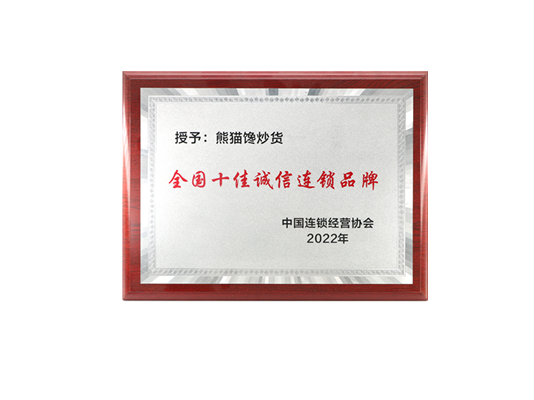 授予：熊猫馋炒货
全国十佳诚信连锁品牌
中国连锁经营协会
2022年